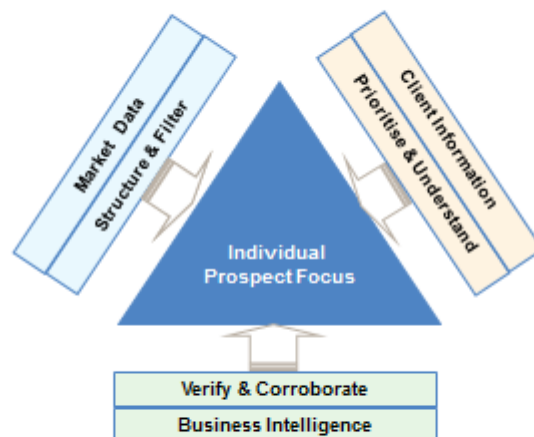 Market Data
Structure & Filter
Client Information
Prioritise & Understand
Individual
Prospect Focus
Verify & Corroborate
Business Intelligence